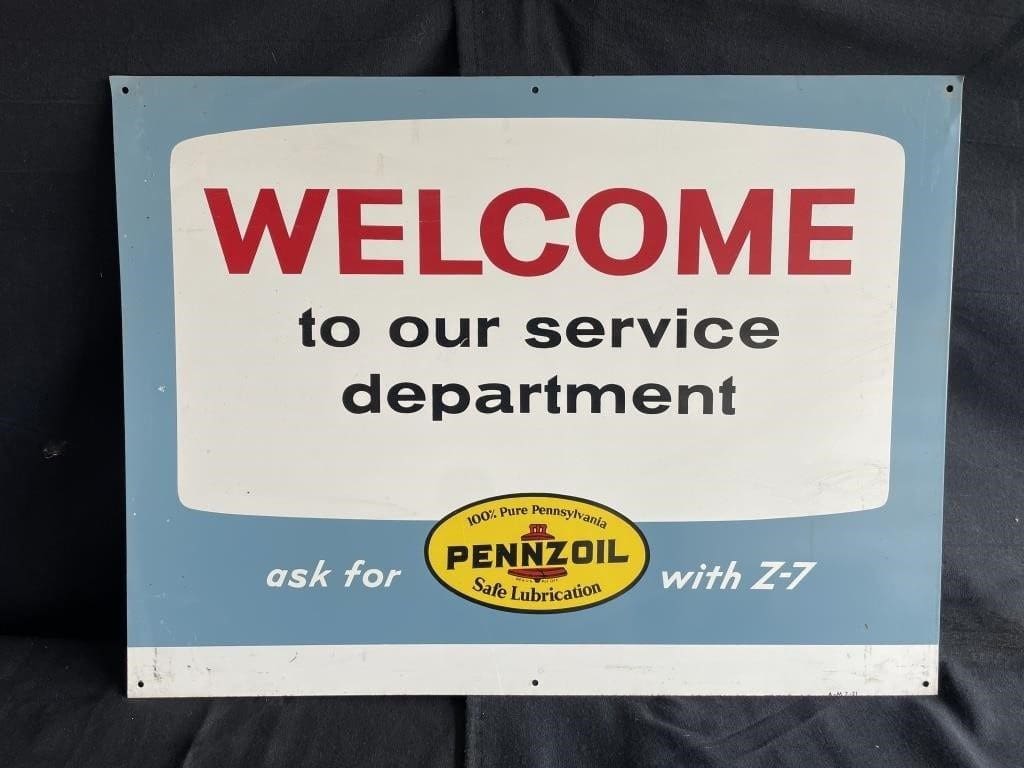 WELCOME
to our service
department
ask for
100% Pure Pennsylvania
PENNZOIL
Safe Lubrication
with Z-7